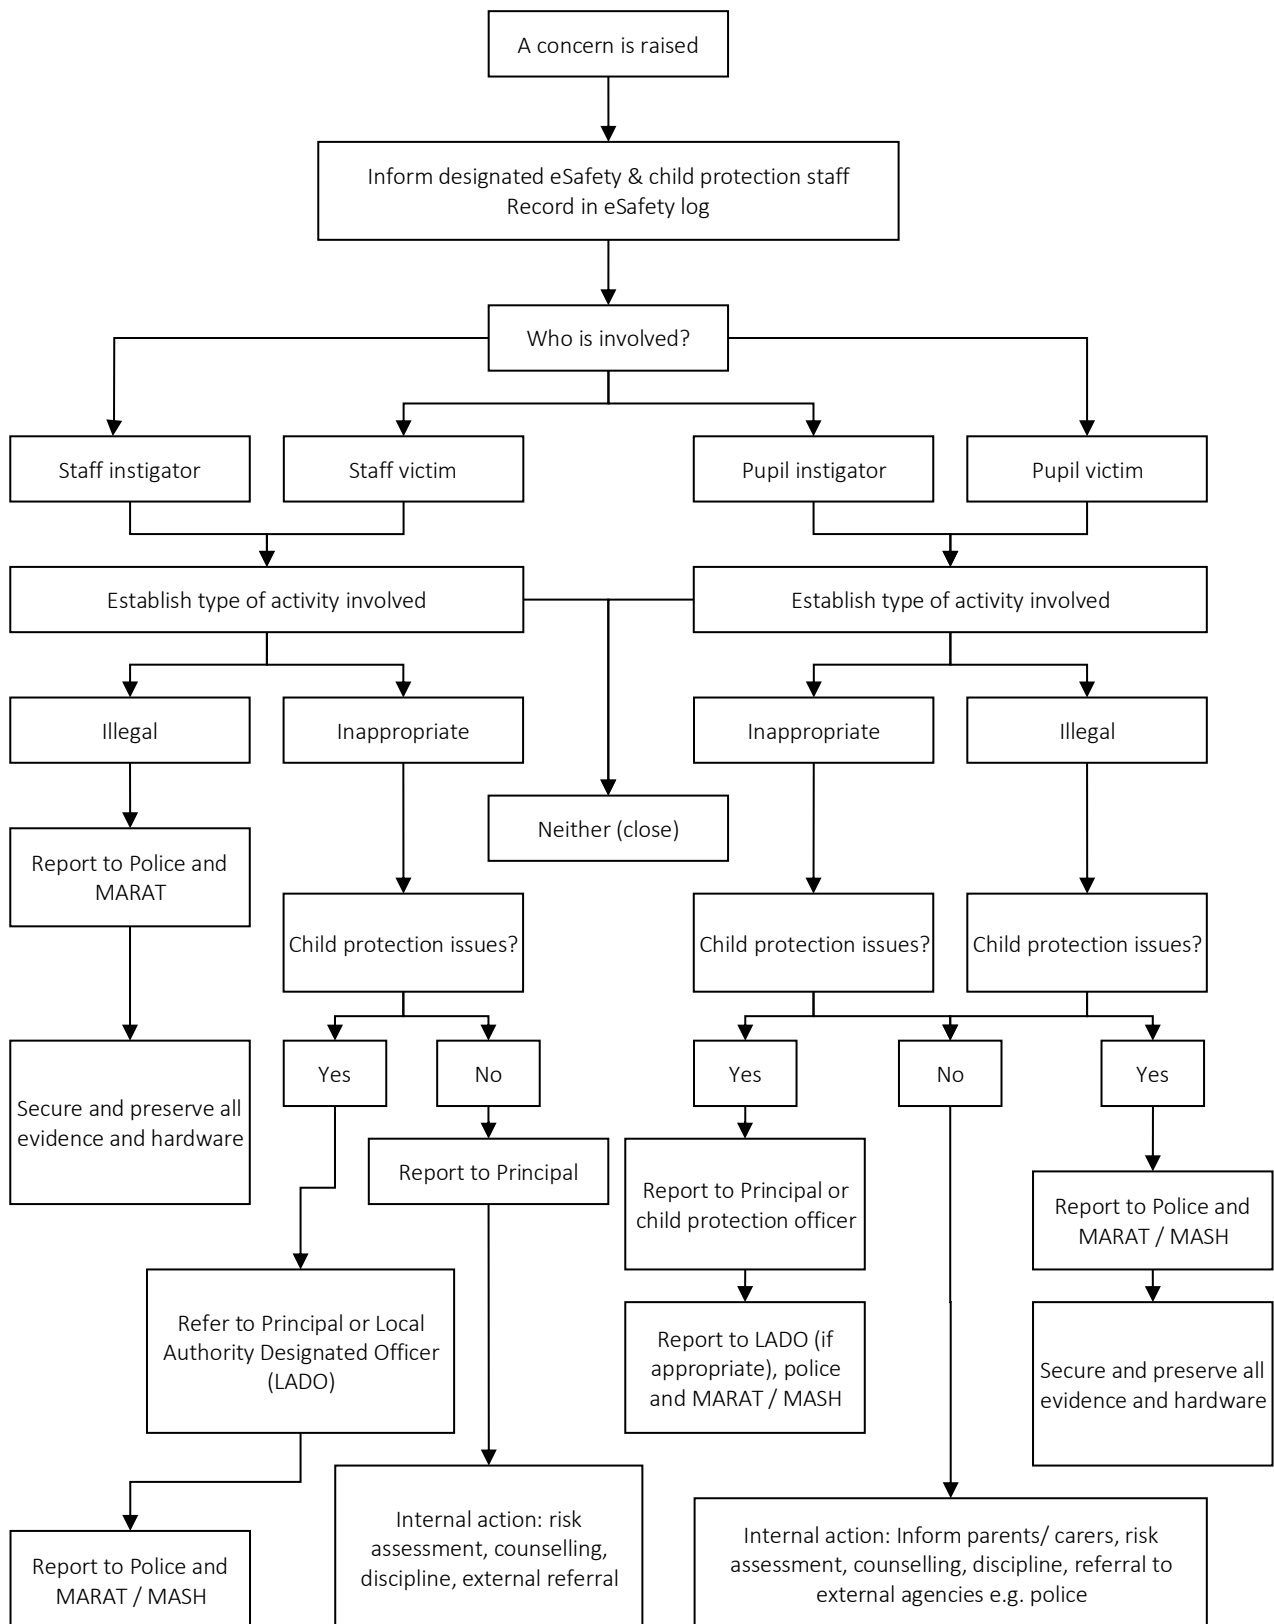 A concern is raised
Inform designated eSafety & child protection staff
Record in eSafety log
Who is involved?
Staff instigator
Staff victim
Pupil instigator
Pupil victim
Establish type of activity involved
Establish type of activity involved
Illegal
Inappropriate
Inappropriate
Illegal
Neither (close)
Report to Police and
MARAT
Child protection issues?
Child protection issues?
Child protection issues?
Secure and preserve all
evidence and hardware
Yes
No
Yes
No
Yes
Report to Principal
Report to Principal or
child protection officer
Report to Police and
MARAT / MASH
Refer to Principal or Local
Authority Designated Officer
(LADO)
Report to LADO (if
appropriate), police
and MARAT / MASH
Secure and preserve all
evidence and hardware
Report to Police and
MARAT / MASH
Internal action: risk
assessment, counselling,
discipline, external referral
Internal action: Inform parents/ carers, risk
assessment, counselling, discipline, referral to
external agencies e.g. police